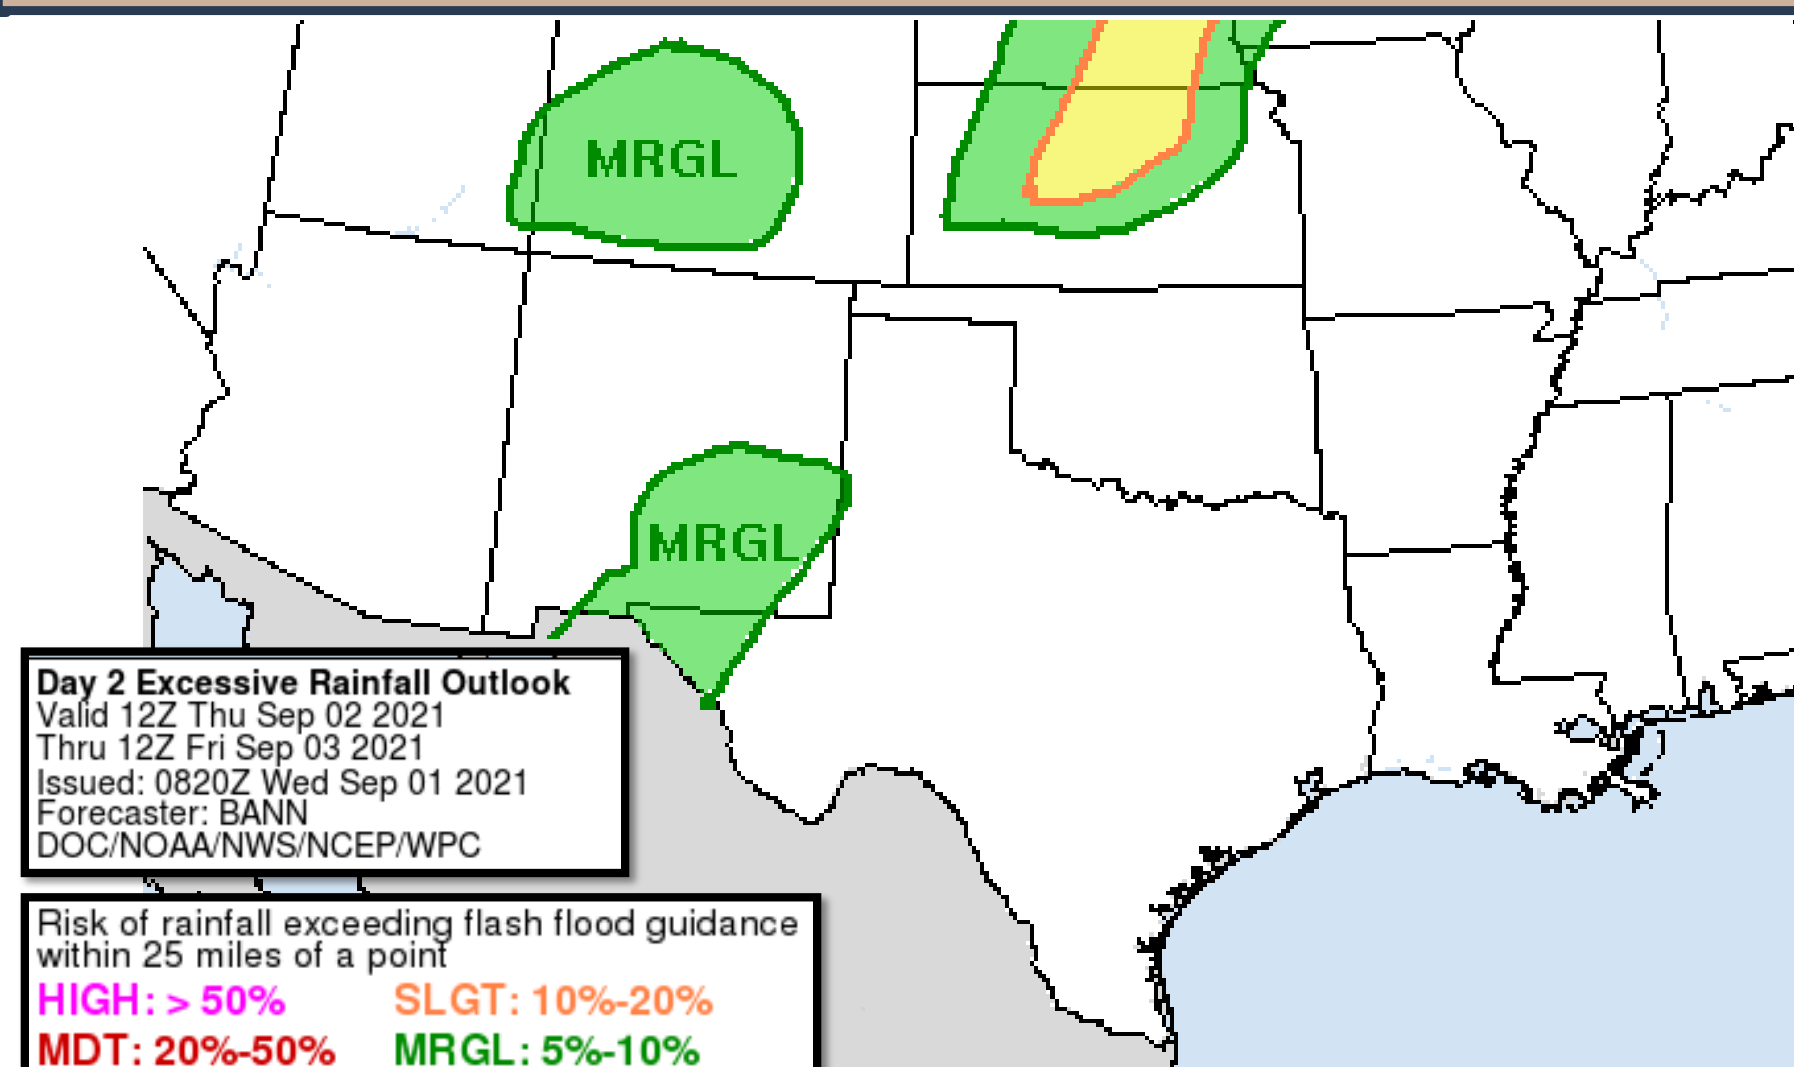 MRGL
MRGL
Day 2 Excessive Rainfall Outlook
Valid 12Z Thu Sep 02 2021
Thru 12Z Fri Sep 03 2021
Issued: 0820Z Wed Sep 01 2021
Forecaster: BANN
DOC/NOAA/NWS/NCEP/WPC
Risk of rainfall exceeding flash flood guidance
within 25 miles of a point
HIGH: > 50% SLGT: 10%-20%
MDT: 20%-50% MRGL: 5%-10%